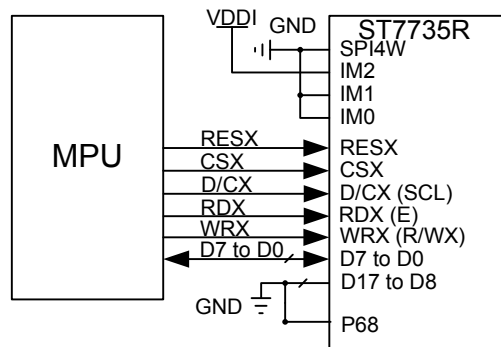 VDDI
GND
ST7735R
SPI4W
IM2
IM1
IM0
MPU
RESX
RESX
CSX
CSX
D/CX
D/CX (SCL)
RDX
RDX (E)
WRX
WRX (R/WX)
D7 to D0
D7 to D0
D17 to D8
GND
P68